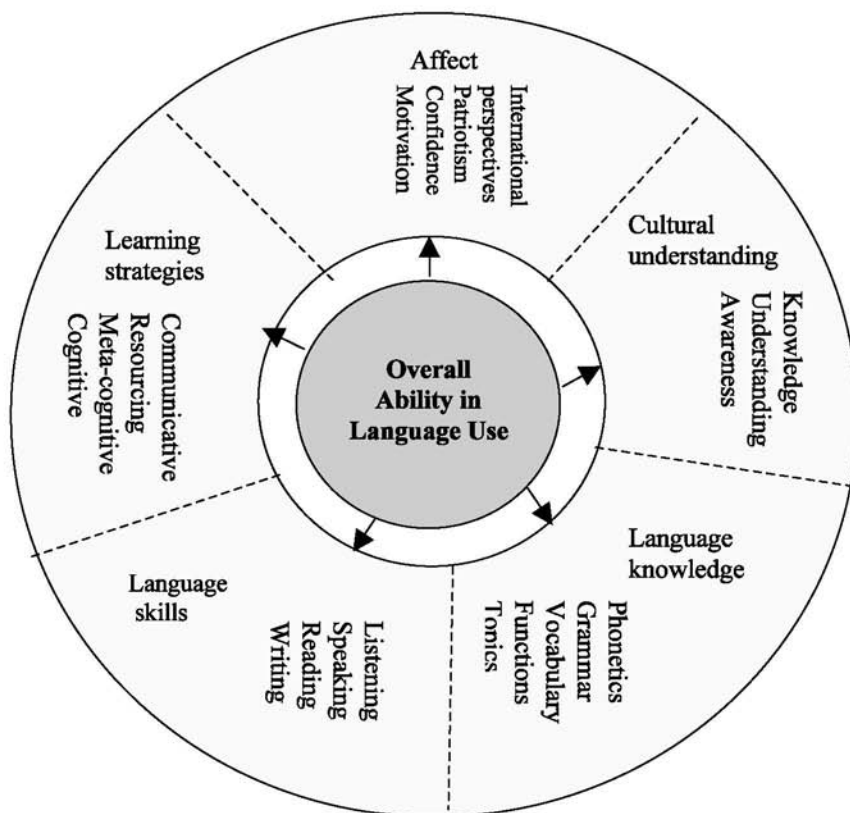 Affect
International
perspectives
Patriotism
Confidence
Motivation
Cultural
understanding
Knowledge
Understanding
Awareness
Language
knowledge
Phonetics
Grammar
Vocabulary
Functions
Tonics
Language
skills
Listening
Speaking
Reading
Writing
Learning
strategies
Communicative
Resourcing
Meta-cognitive
Cognitive
Overall
Ability in
Language Use